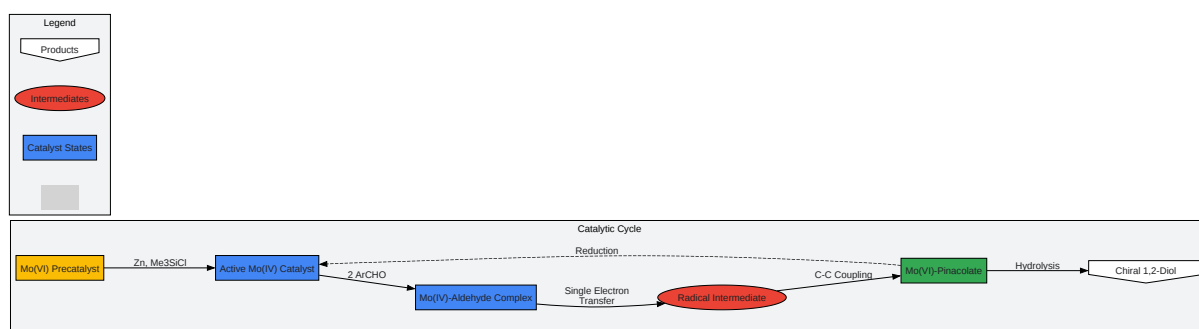 Legend
Products
Intermediates
Catalyst States
Catalytic Cycle
Reduction
Mo(VI) Precatalyst
Zn, Me3SiCl
Active Mo(IV) Catalyst
2 ArCHO
Mo(IV)-Aldehyde Complex
Single Electron
Transfer
Radical Intermediate
C-C Coupling
Mo(VI)-Pinacolate
Hydrolysis
Chiral 1,2-Diol